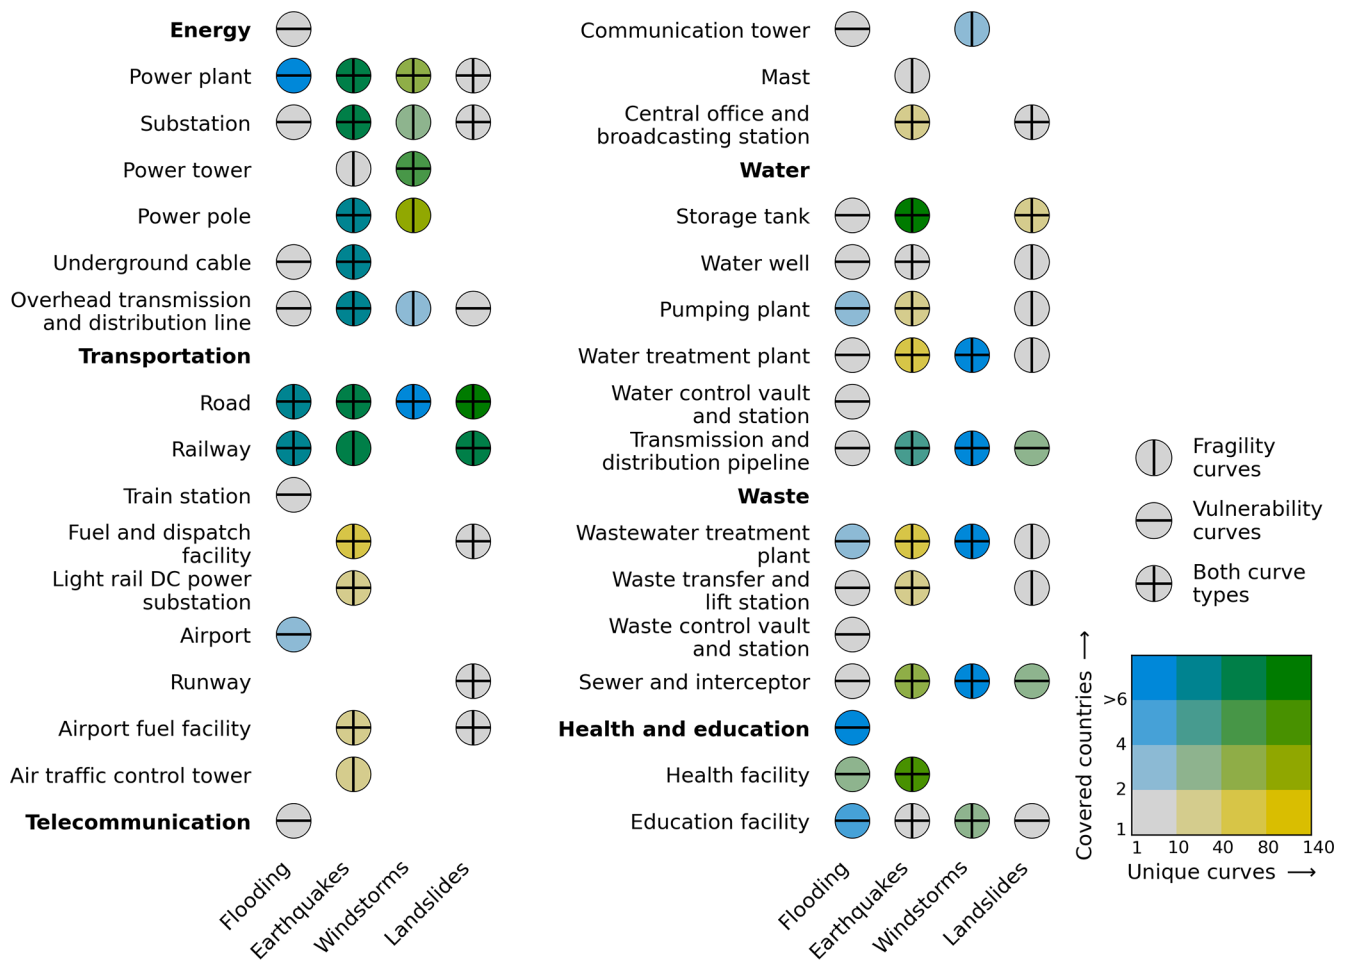 Energy
Power plant
Substation
Power tower
Power pole
Underground cable
Overhead transmission
and distribution line
Transportation
Road
Railway
Train station
Fuel and dispatch
facility
Light rail DC power
substation
Airport
Runway
Airport fuel facility
Air traffic control tower
Telecommunication
Flooding
Earthquakes
Windstorms
Landslides
Communication tower
Mast
Central office and
broadcasting station
Water
Storage tank
Water well
Pumping plant
Water treatment plant
Water control vault
and station
Transmission and
distribution pipeline
Waste
Wastewater treatment
plant
Waste transfer and
lift station
Waste control vault
and station
Sewer and interceptor
Health and education
Health facility
Education facility
Flooding
Earthquakes
Windstorms
Landslides
Fragility
curves
Vulnerability
curves
Both curve
types
Covered countries →
>6
4
2
1
1 10 40 80 140
Unique curves →